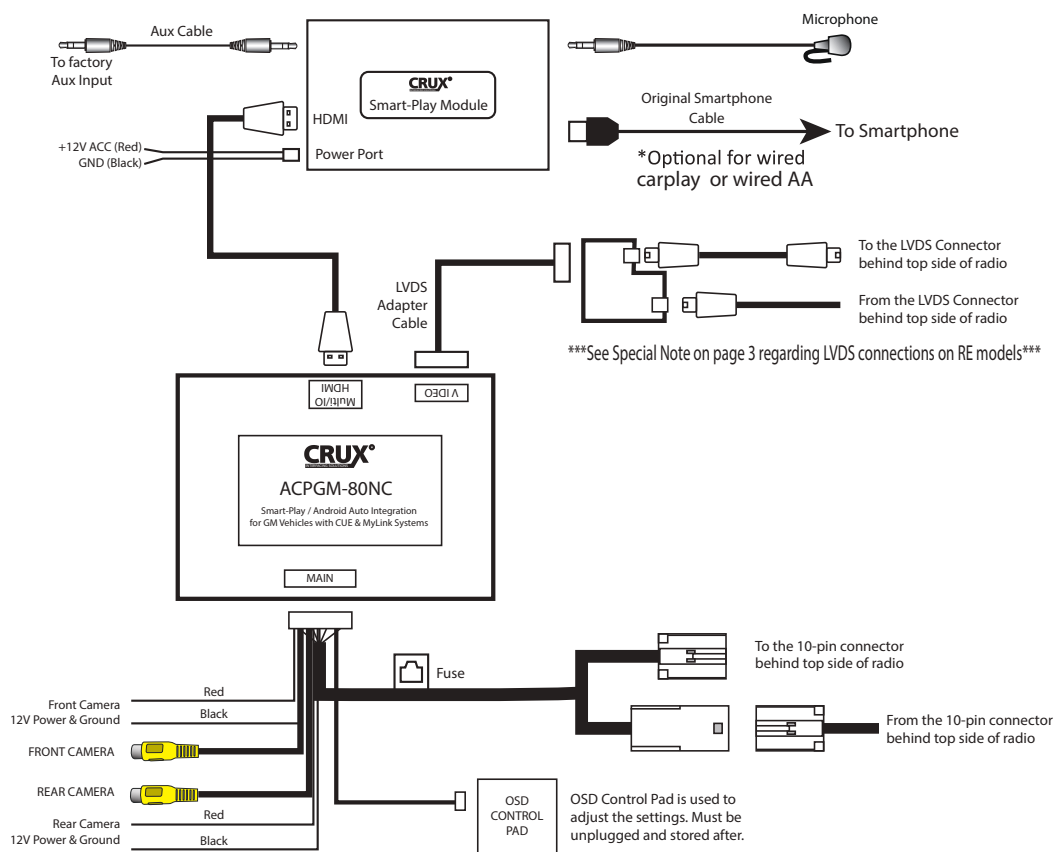 Aux Cable
To factory
Aux Input
Microphone
CRUX
Smart-Play Module
HDMI
Power Port
+12V ACC (Red)
GND (Black)
Original Smartphone
Cable
To Smartphone
*Optional for wired
carplay or wired AA
LVDS
Adapter
Cable
To the LVDS Connector
behind top side of radio
From the LVDS Connector
behind top side of radio
***See Special Note on page 3 regarding LVDS connections on RE models***
Multi/IO
HDMI
VIDEO
CRUX
ACPGM-80NC
Smart-Play / Android Auto Integration
for GM Vehicles with CUE & MyLink Systems
MAIN
Fuse
To the 10-pin connector
behind top side of radio
From the 10-pin connector
behind top side of radio
Front Camera
12V Power & Ground
Red
Black
FRONT CAMERA
REAR CAMERA
Rear Camera
12V Power & Ground
Red
Black
OSD
CONTROL
PAD
OSD Control Pad is used to
adjust the settings. Must be
unplugged and stored after.